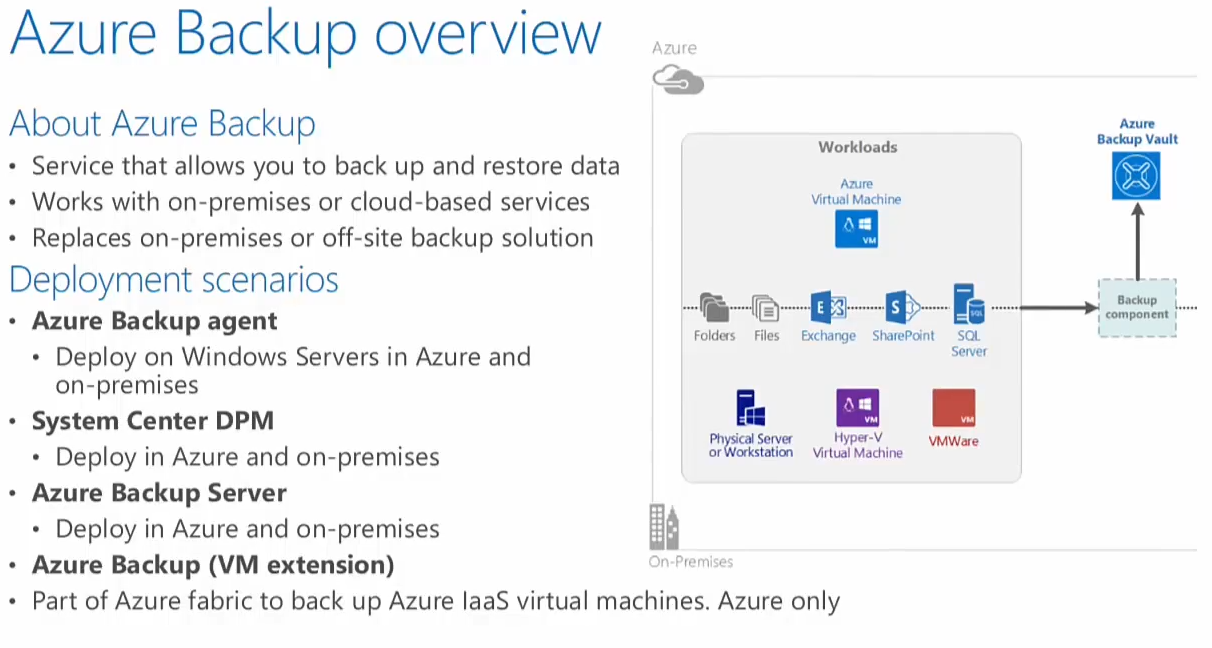 Azure Backup overview
About Azure Backup
• Service that allows you to back up and restore data
• Works with on-premises or cloud-based services
• Replaces on-premises or off-site backup solution
Deployment scenarios
• Azure Backup agent
• Deploy on Windows Servers in Azure and
on-premises
• System Center DPM
• Deploy in Azure and on-premises
• Azure Backup Server
• Deploy in Azure and on-premises
• Azure Backup (VM extension)
• Part of Azure fabric to back up Azure IaaS virtual machines. Azure only
Azure
Workloads
Azure
Virtual Machine
VM
Folders
Files
E
Exchange
S
SharePoint
SQL
SQL
Server
Physical Server
or Workstation
VM
Hyper-V
Virtual Machine
VM
VMWare
Azure
Backup Vault
Backup
component
On-Premises